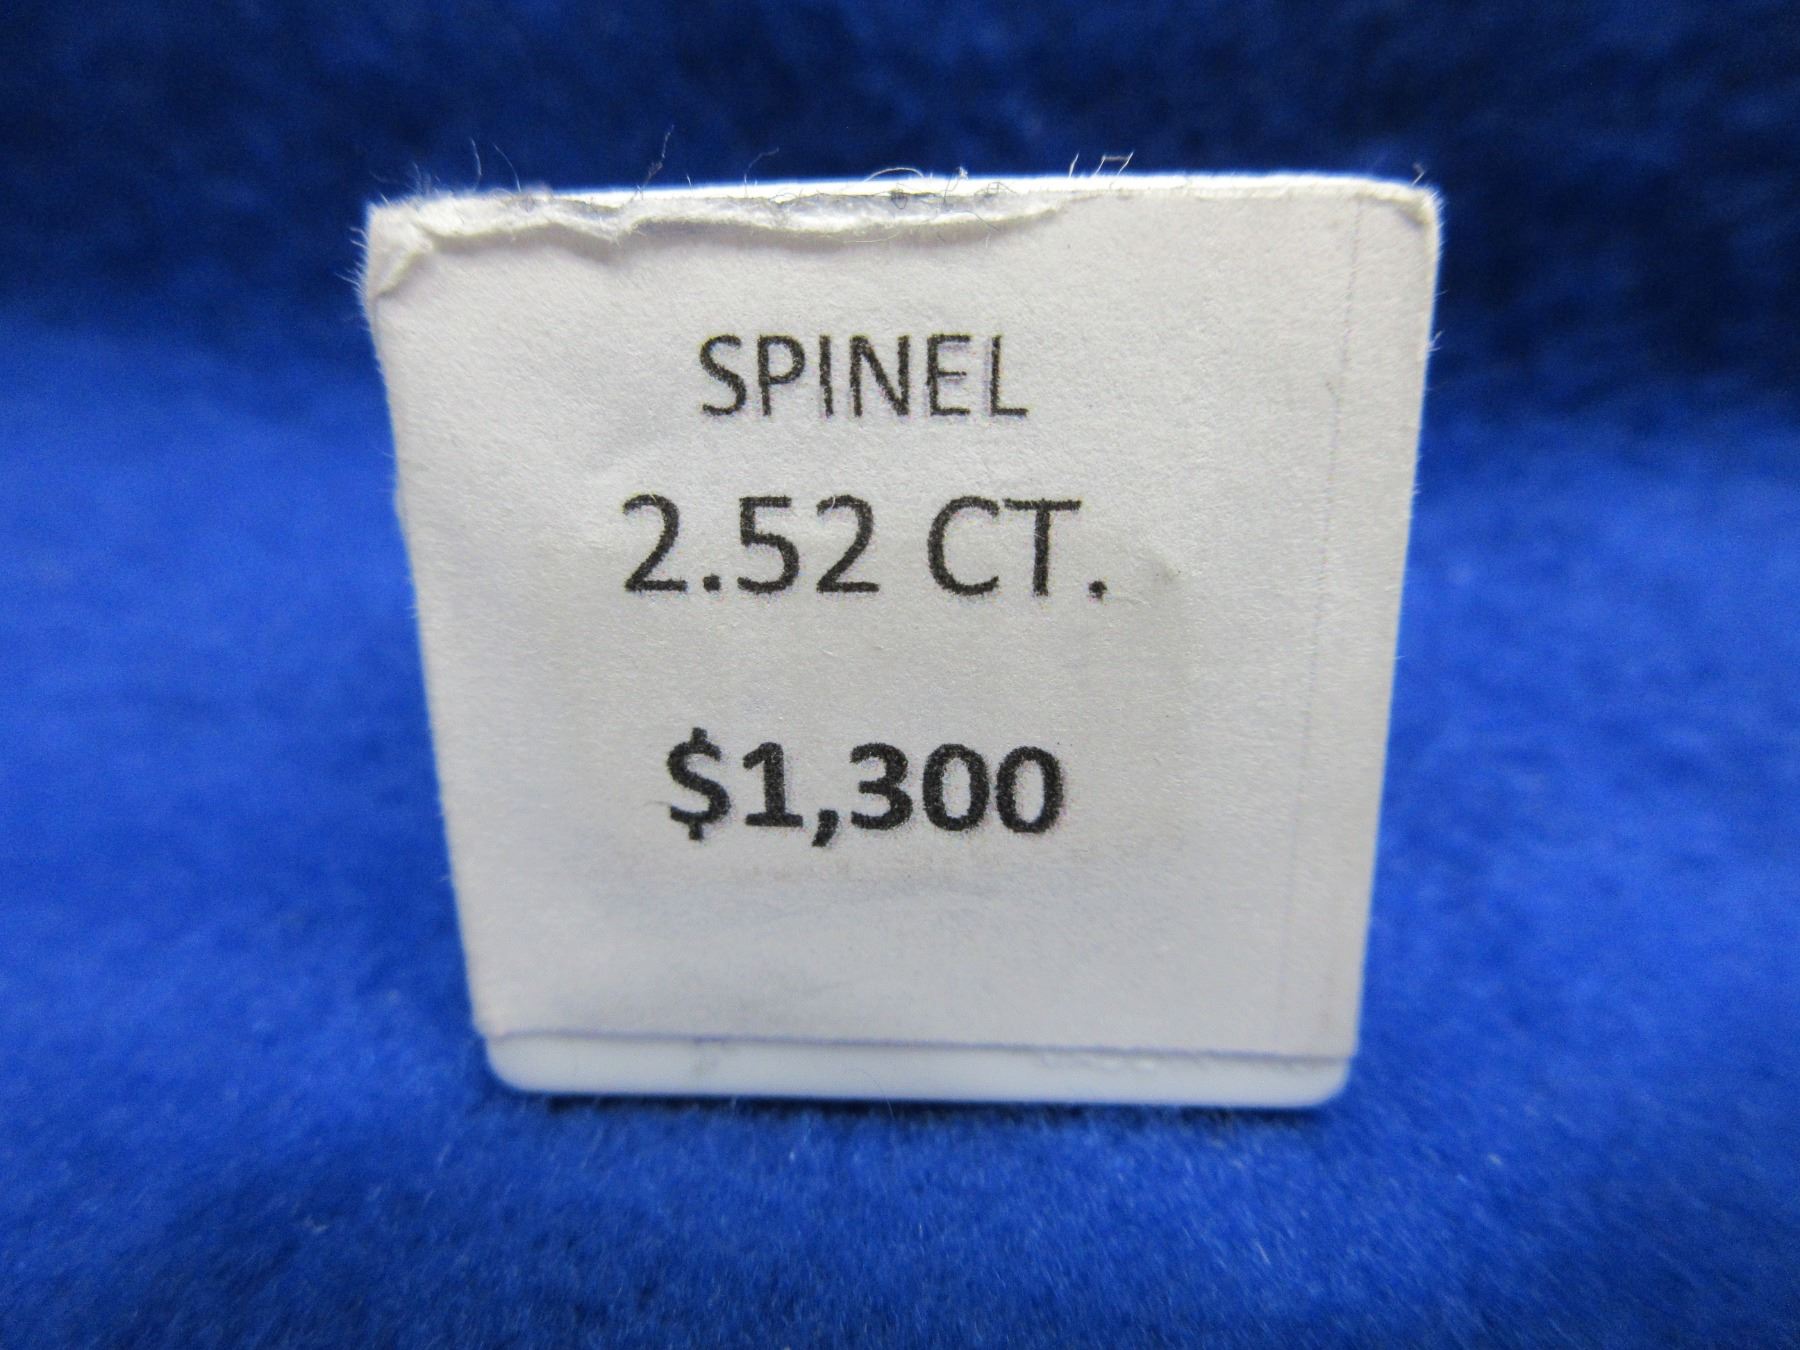 SPINEL
2.52 CT.
$1,300